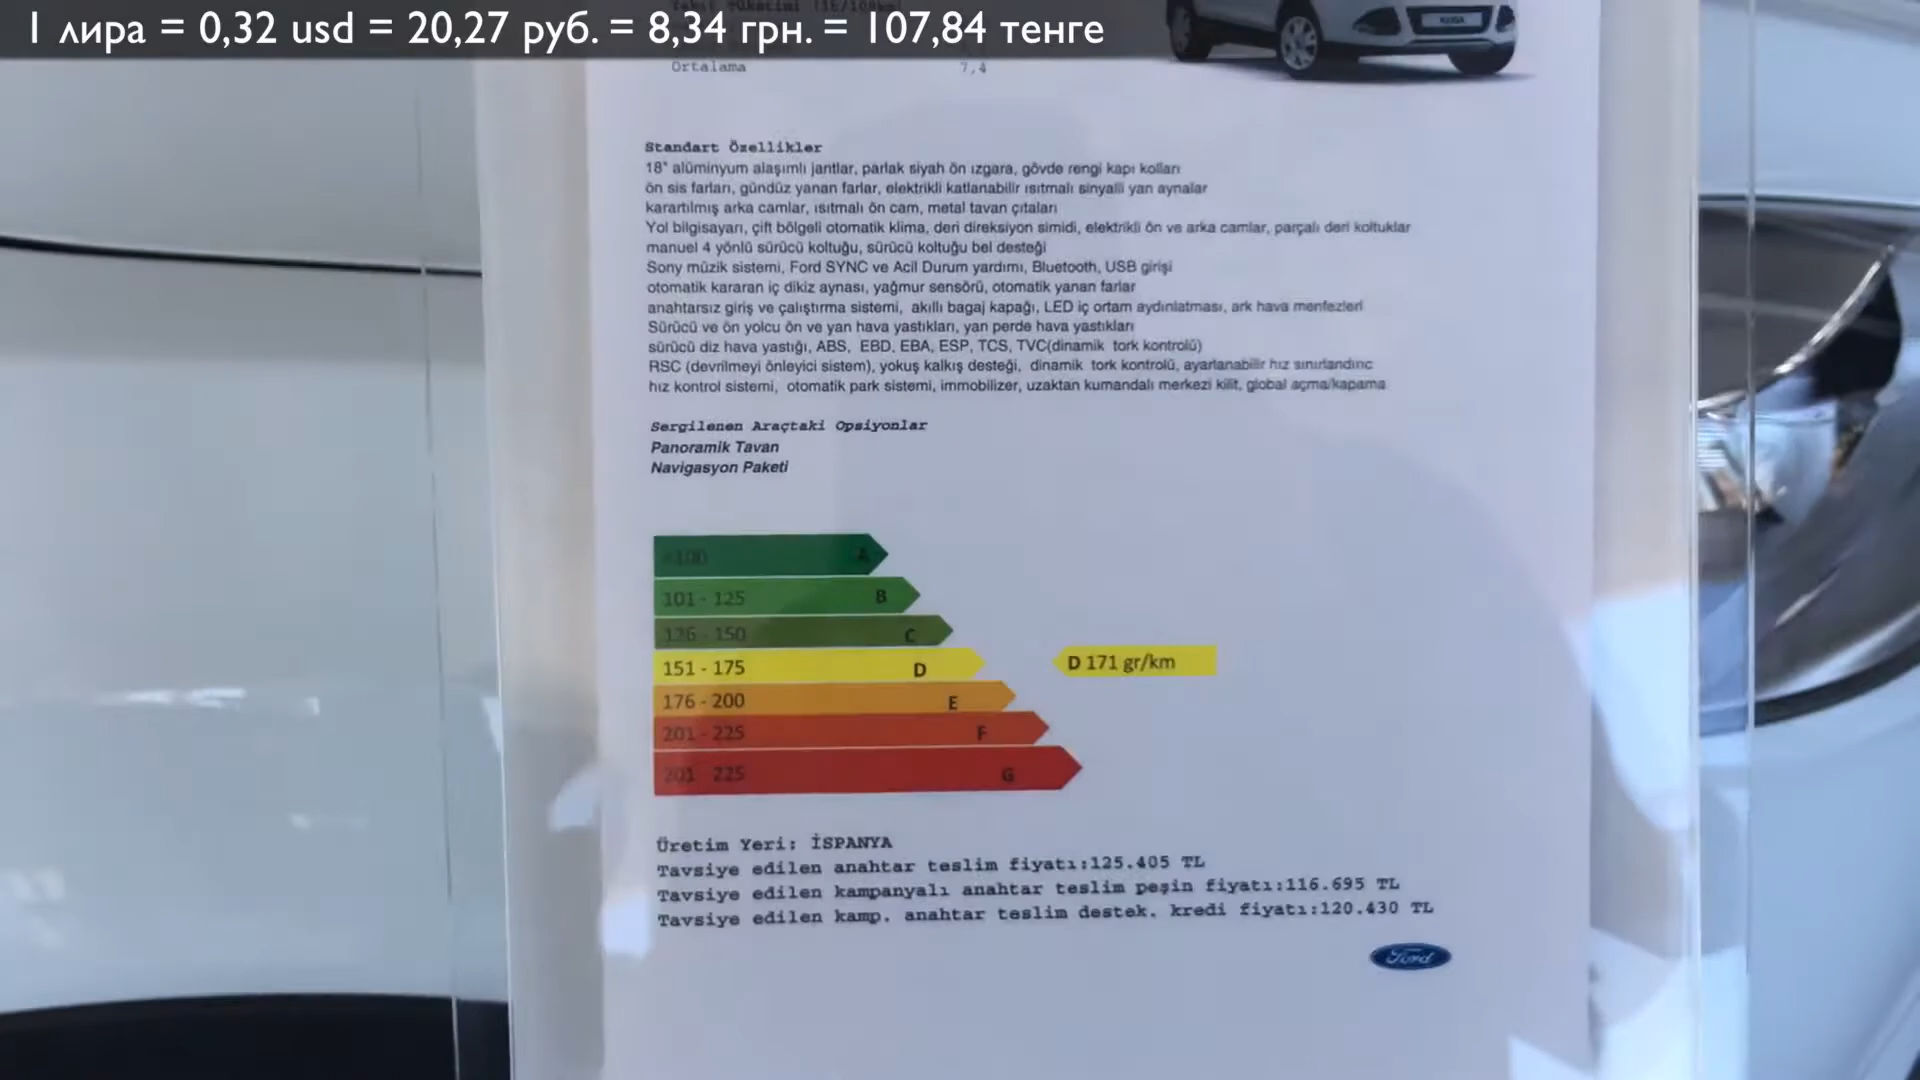 1 лира = 0,32 usd = 20,27 руб. = 8,34 грн. = 107,84 тенге
Ortalama 7,4
Standart Özellikler
18" alüminyum alaşımlı jantlar, parlak siyah ön ızgara, gövde rengi kapı kolları
ön sis farları, gündüz yanan farlar, elektrikli katlanabilir ısıtmalı sinyalli yan aynalar
karartılmış arka camlar, ısıtmalı ön cam, metal tavan çıtaları
Yol bilgisayarı, çift bölgeli otomatik klima, deri direksiyon simidi, elektrikli ön ve arka camlar, parçalı deri koltuklar
manuel 4 yönlü sürücü koltuğu, sürücü koltuğu bel desteği
Sony müzik sistemi, Ford SYNC ve Acil Durum yardımı, Bluetooth, USB girişi
otomatik kararan iç dikiz aynası, yağmur sensörü, otomatik yanan farlar
anahtarsız giriş ve çalıştırma sistemi, akıllı bagaj kapağı, LED iç ortam aydınlatması, ark hava menfezleri
Sürücü ve ön yolcu ön ve yan hava yastıkları, yan perde hava yastıkları
sürücü diz hava yastığı, ABS, EBD, EBA, ESP, TCS, TVC(dinamik tork kontrolü)
RSC (devrilmeyi önleyici sistem), yokuş kalkış desteği, dinamik tork kontrolü, ayarlanabilir hız sınırlandırıc
hız kontrol sistemi, otomatik park sistemi, immobilizer, uzaktan kumandalı merkezi kilit, global açma/kapama
Sergilenen Araçtaki Opsiyonlar
Panoramik Tavan
Navigasyon Paketi
<100 A
101 - 125 B
126 - 150 C
151 - 175 D D 171 gr/km
176 - 200 E
201 - 225 F
201 - 225 G
Üretim Yeri: İSPANYA
Tavsiye edilen anahtar teslim fiyatı:125.405 TL
Tavsiye edilen kampanyalı anahtar teslim peşin fiyatı:116.695 TL
Tavsiye edilen kamp. anahtar teslim destek. kredi fiyatı:120.430 TL
Ford